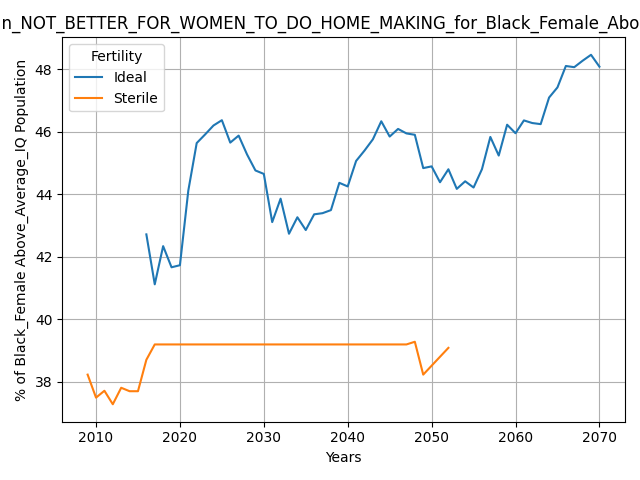 n_NOT_BETTER_FOR_WOMEN_TO_DO_HOME_MAKING_for_Black_Female_Abo
Fertility
Ideal
Sterile
% of Black_Female Above_Average_IQ Population
48
46
44
42
40
38
2010
2020
2030
2040
2050
2060
2070
Years